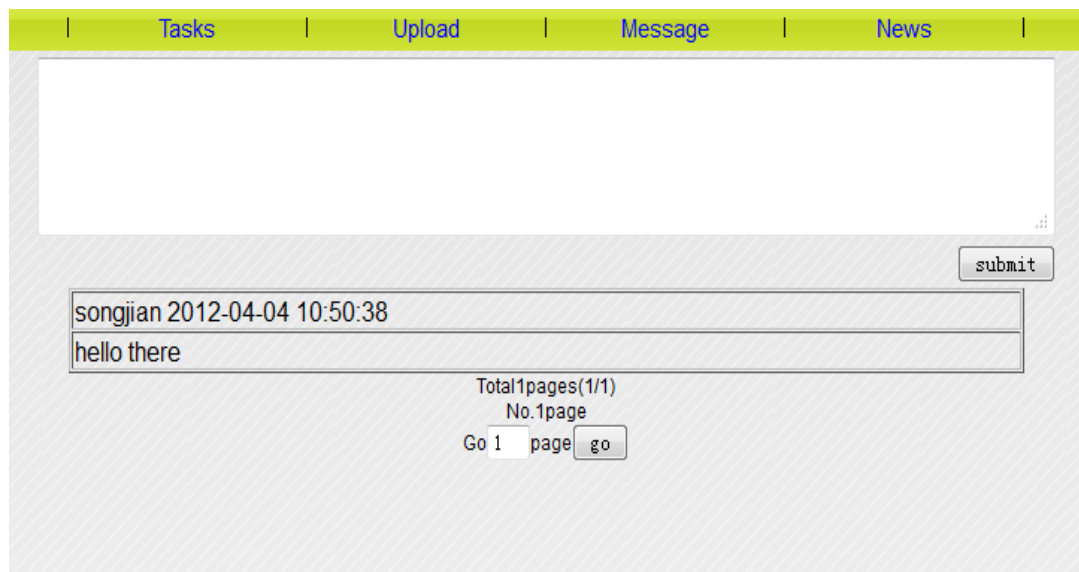 | Tasks | Upload | Message | News |
submit
songjian 2012-04-04 10:50:38
hello there
Total1pages(1/1)
No.1page
Go 1 page go